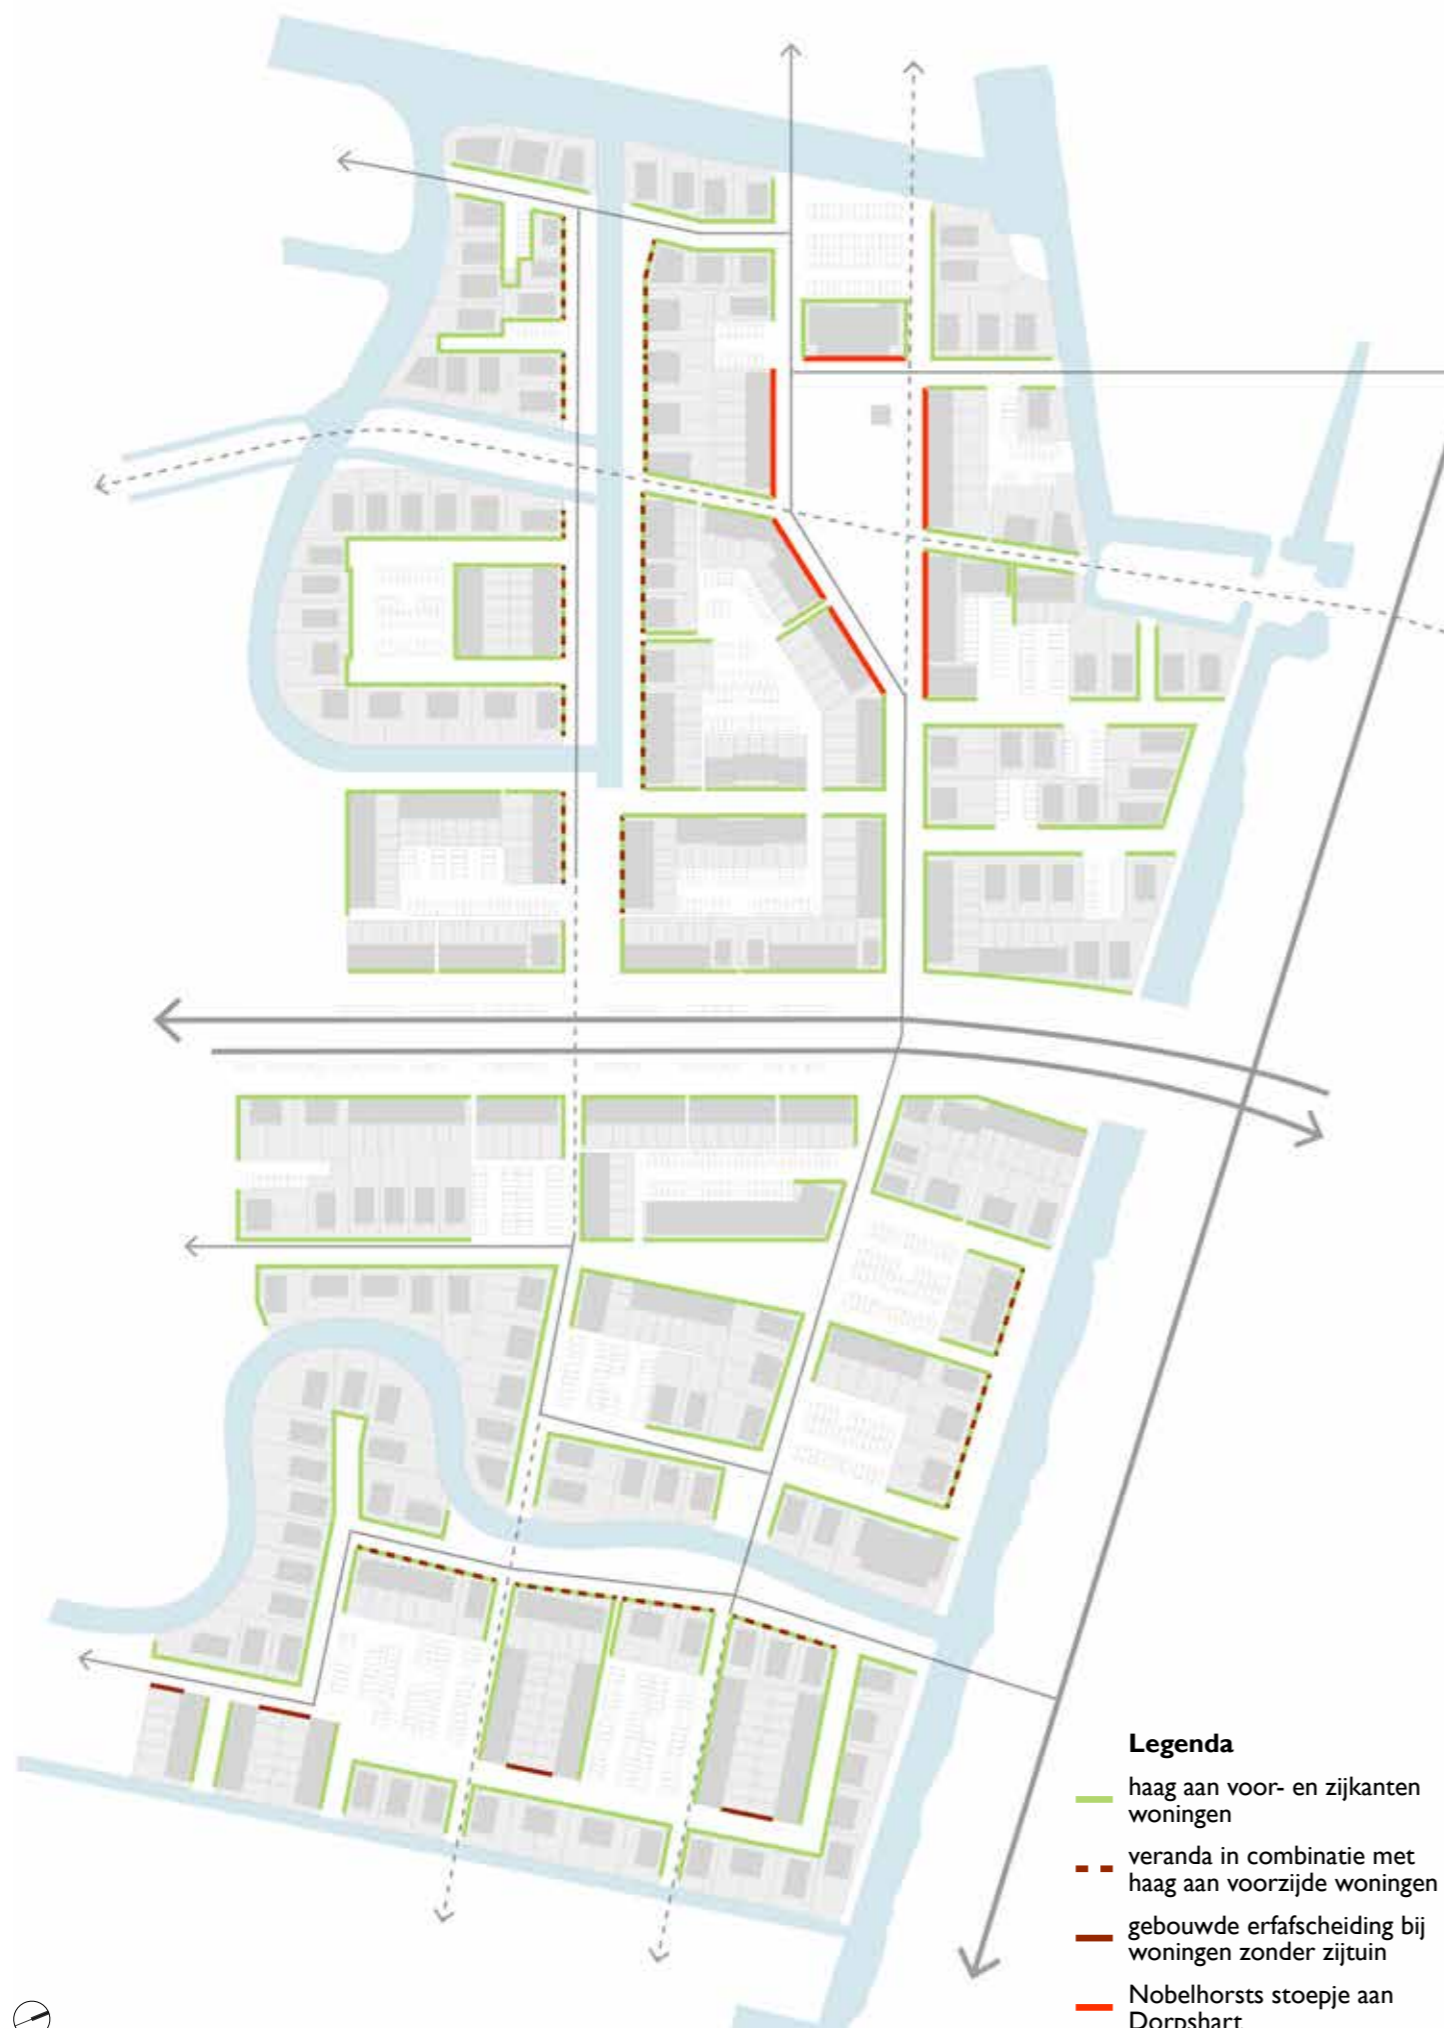 Legenda
haag aan voor- en zijkanten
woningen
veranda in combinatie met
haag aan voorzijde woningen
gebouwde erfafscheiding bij
woningen zonder zijtuin
Nobelhorsts stoepje aan
Dorpshart